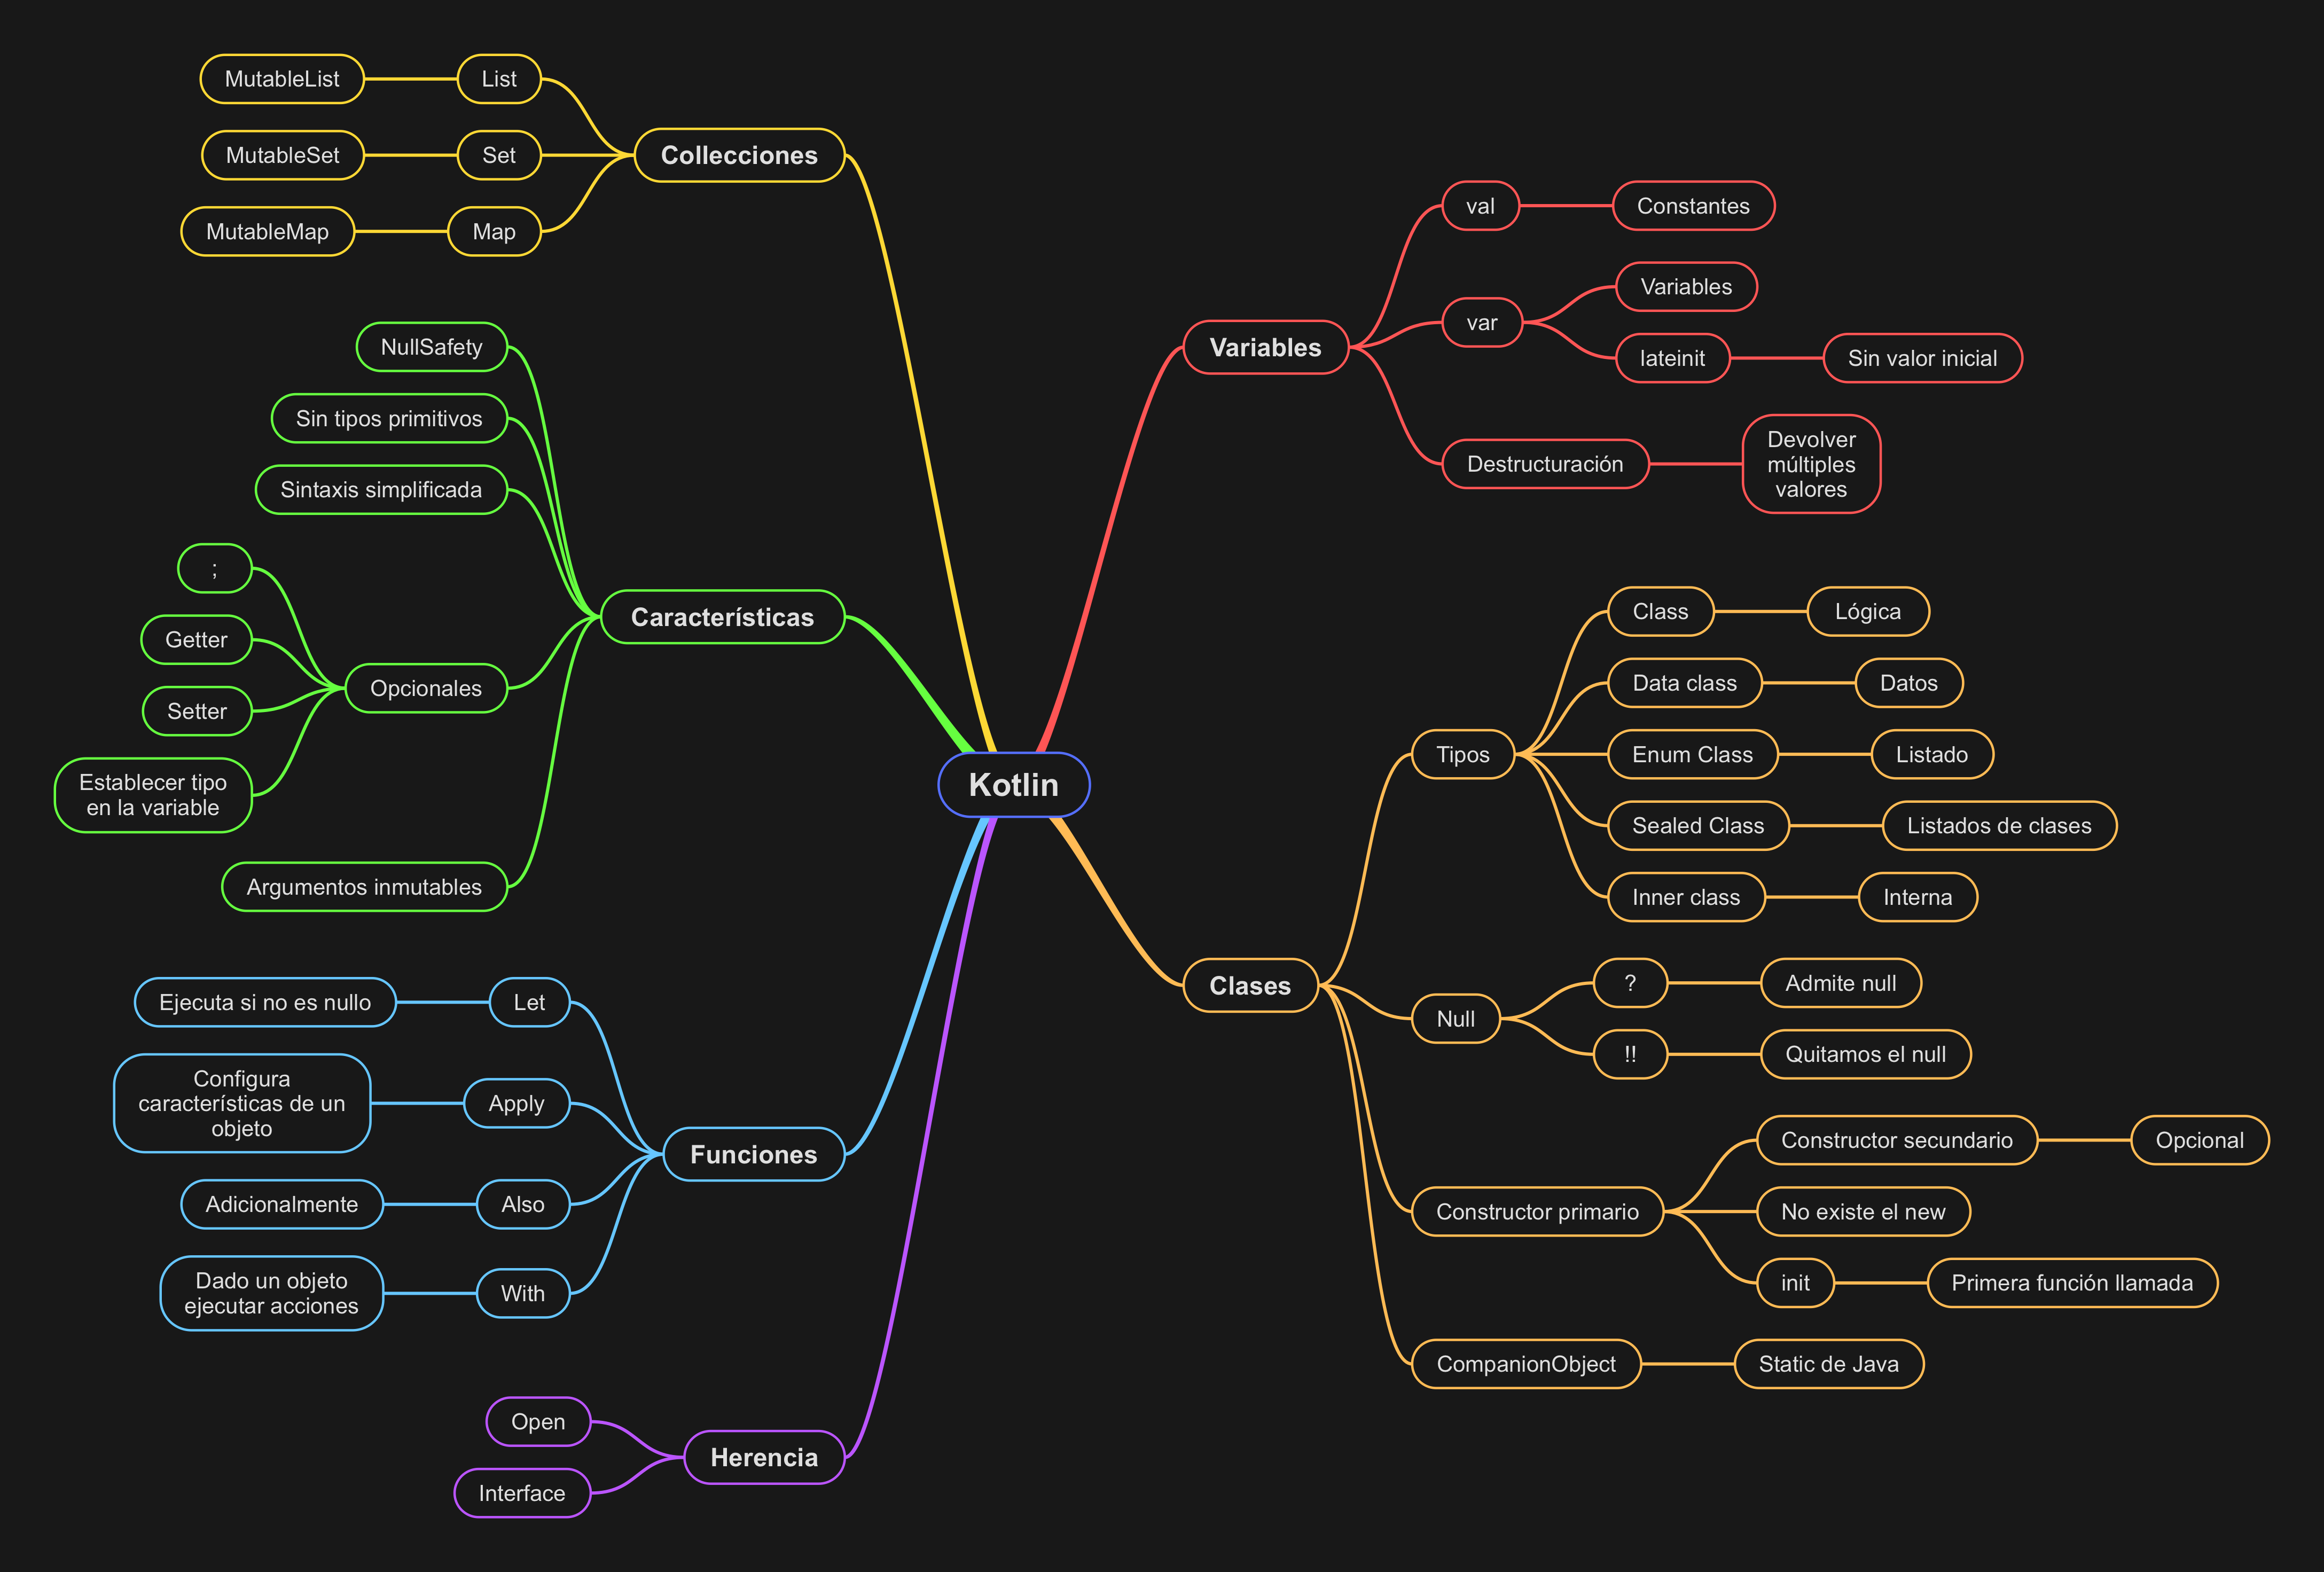 Kotlin
Collecciones
List
MutableList
Set
MutableSet
Map
MutableMap
Características
NullSafety
Sin tipos primitivos
Sintaxis simplificada
Opcionales
;
Getter
Setter
Establecer tipo
en la variable
Argumentos inmutables
Funciones
Let
Ejecuta si no es nullo
Apply
Configura
características de un
objeto
Also
Adicionalmente
With
Dado un objeto
ejecutar acciones
Herencia
Open
Interface
Variables
val
Constantes
var
Variables
lateinit
Sin valor inicial
Destructuración
Devolver
múltiples
valores
Clases
Tipos
Class
Lógica
Data class
Datos
Enum Class
Listado
Sealed Class
Listados de clases
Inner class
Interna
Null
?
Admite null
!!
Quitamos el null
Constructor primario
Constructor secundario
Opcional
No existe el new
init
Primera función llamada
CompanionObject
Static de Java